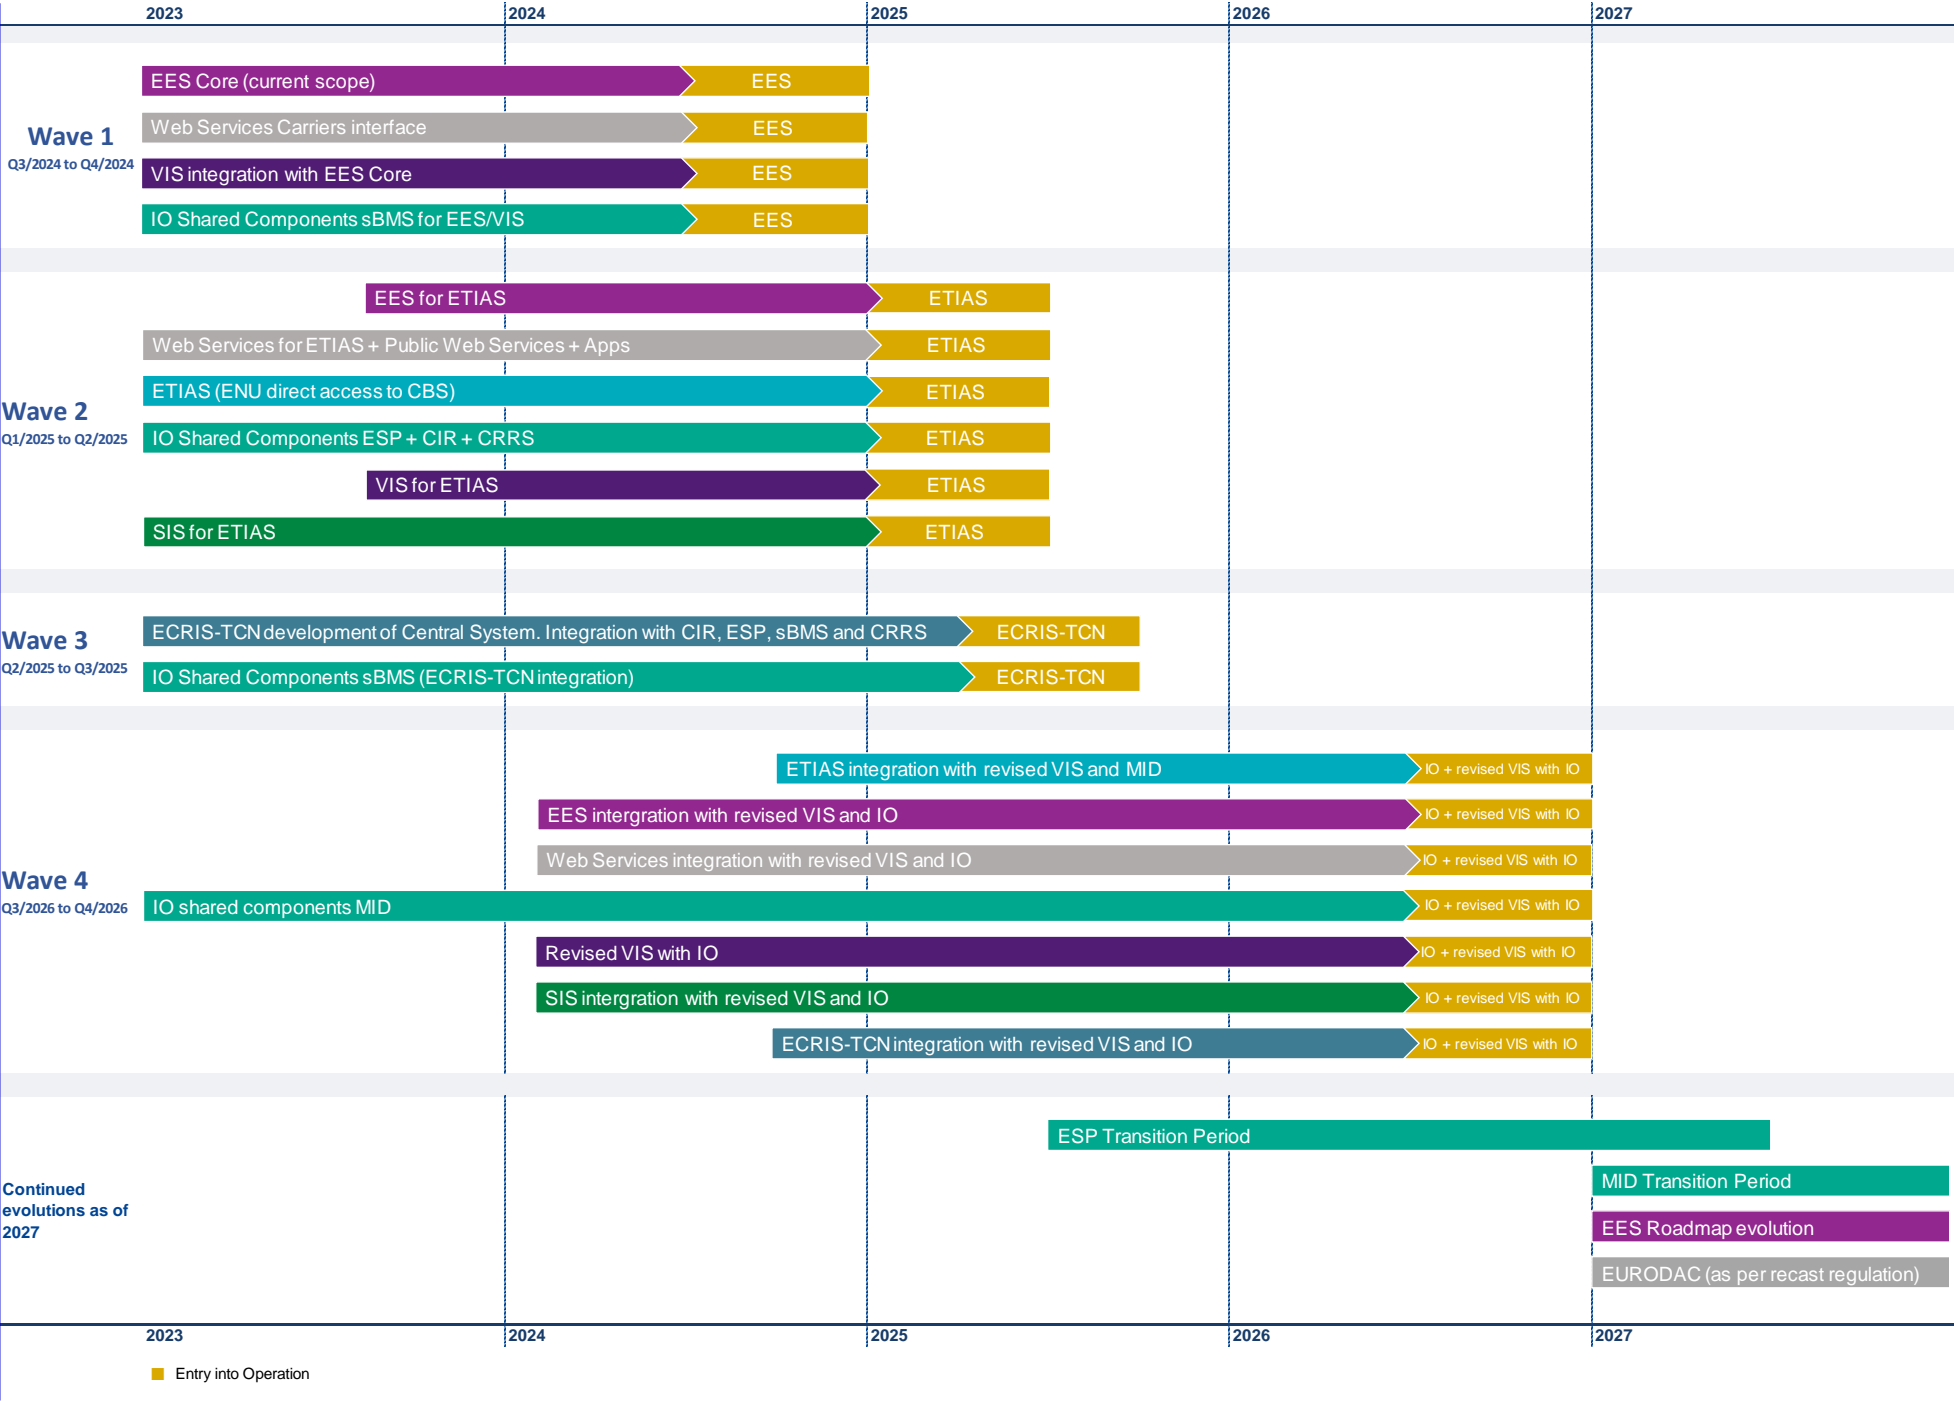 2023 2024 2025 2026 2027
EES Core (current scope) EES
Web Services Carriers interface EES
Wave 1
Q3/2024 to Q4/2024
VIS integration with EES Core EES
IO Shared Components sBMS for EES/VIS EES
EES for ETIAS ETIAS
Web Services for ETIAS + Public Web Services + Apps ETIAS
ETIAS (ENU direct access to CBS) ETIAS
Wave 2
Q1/2025 to Q2/2025
IO Shared Components ESP + CIR + CRRS ETIAS
VIS for ETIAS ETIAS
SIS for ETIAS ETIAS
Wave 3
Q2/2025 to Q3/2025
ECRIS-TCN development of Central System. Integration with CIR, ESP, sBMS and CRRS ECRIS-TCN
IO Shared Components sBMS (ECRIS-TCN integration) ECRIS-TCN
ETIAS integration with revised VIS and MID IO + revised VIS with IO
EES intergration with revised VIS and IO IO + revised VIS with IO
Web Services integration with revised VIS and IO IO + revised VIS with IO
Wave 4
Q3/2026 to Q4/2026
IO shared components MID IO + revised VIS with IO
Revised VIS with IO IO + revised VIS with IO
SIS intergration with revised VIS and IO IO + revised VIS with IO
ECRIS-TCN integration with revised VIS and IO IO + revised VIS with IO
ESP Transition Period
Continued
evolutions as of
2027
MID Transition Period
EES Roadmap evolution
EURODAC (as per recast regulation)
2023 2024 2025 2026 2027
Entry into Operation